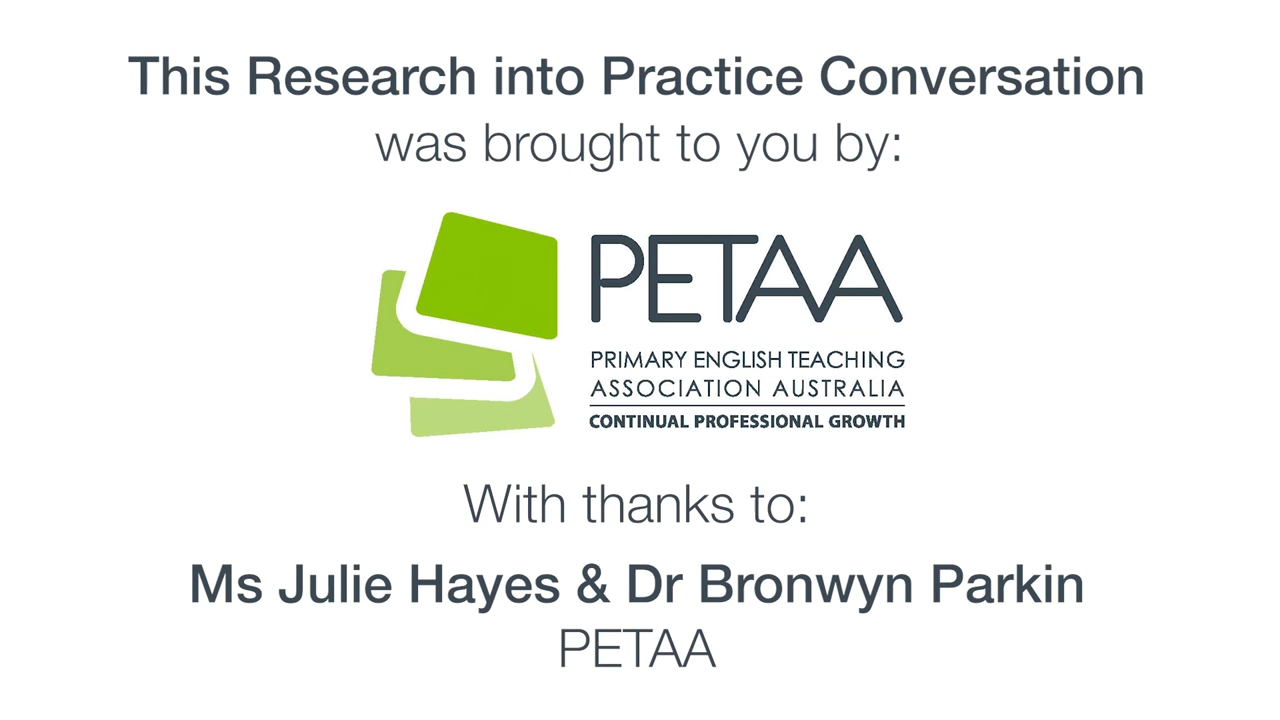 This Research into Practice Conversation
was brought to you by:
PETAA
PRIMARY ENGLISH TEACHING
ASSOCIATION AUSTRALIA
CONTINUAL PROFESSIONAL GROWTH
With thanks to:
Ms Julie Hayes & Dr Bronwyn Parkin
PETAA